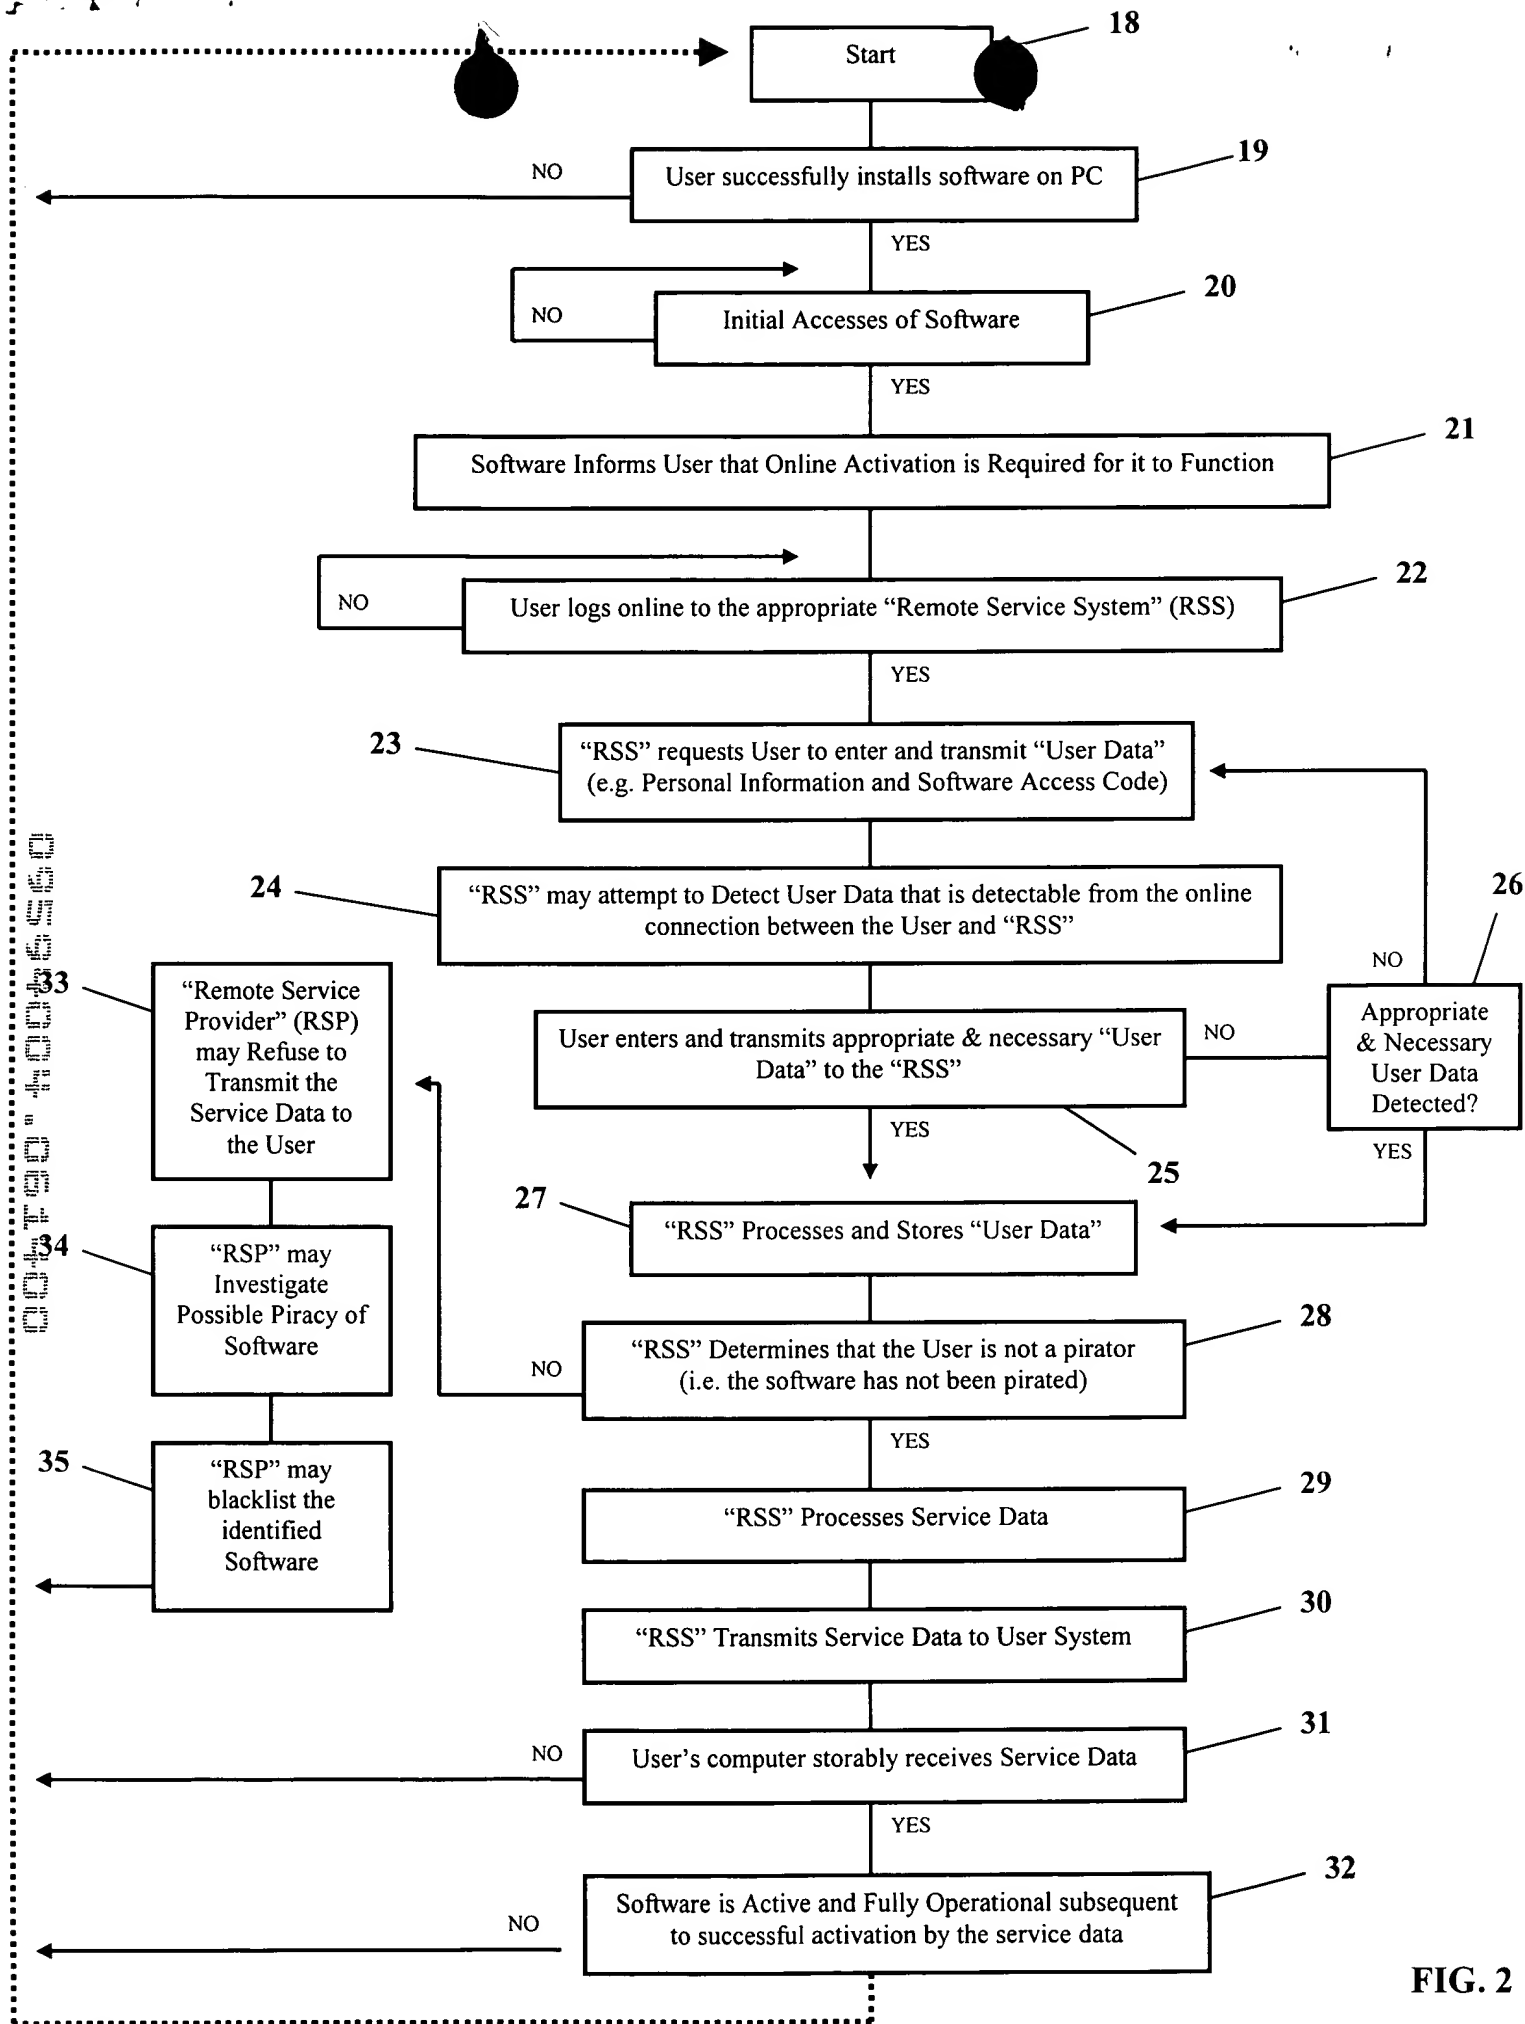 18
Start
19
NO
User successfully installs software on PC
YES
20
NO
Initial Accesses of Software
YES
21
Software Informs User that Online Activation is Required for it to Function
22
NO
User logs online to the appropriate “Remote Service System” (RSS)
YES
23
“RSS” requests User to enter and transmit “User Data”
(e.g. Personal Information and Software Access Code)
24
“RSS” may attempt to Detect User Data that is detectable from the online
connection between the User and “RSS”
26
NO
Appropriate
& Necessary
User Data
Detected?
YES
33
“Remote Service
Provider” (RSP)
may Refuse to
Transmit the
Service Data to
the User
User enters and transmits appropriate & necessary “User
Data” to the “RSS”
NO
YES
25
27
“RSS” Processes and Stores “User Data”
34
“RSP” may
Investigate
Possible Piracy of
Software
28
“RSS” Determines that the User is not a pirator
(i.e. the software has not been pirated)
NO
YES
35
“RSP” may
blacklist the
identified
Software
29
“RSS” Processes Service Data
30
“RSS” Transmits Service Data to User System
31
NO
User's computer storably receives Service Data
YES
32
Software is Active and Fully Operational subsequent
to successful activation by the service data
NO
FIG. 2
09594004.061400